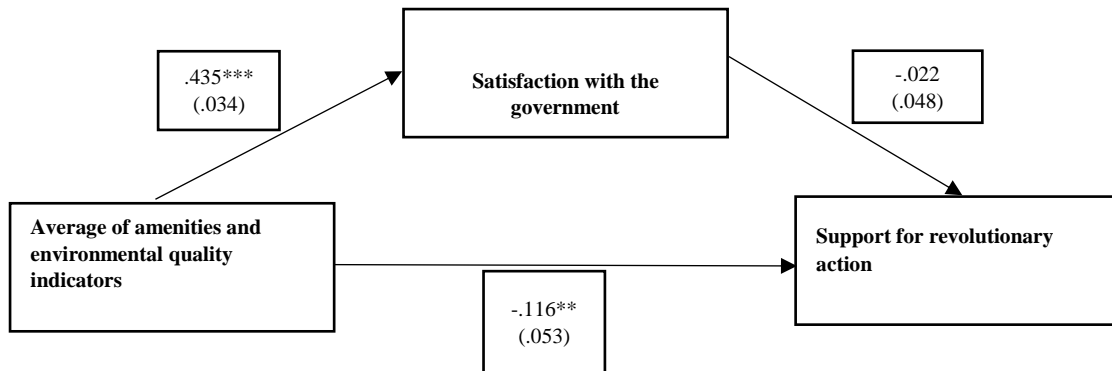 .435***
(.034)
Satisfaction with the
government
-.022
(.048)
Average of amenities and
environmental quality
indicators
Support for revolutionary
action
-.116**
(.053)